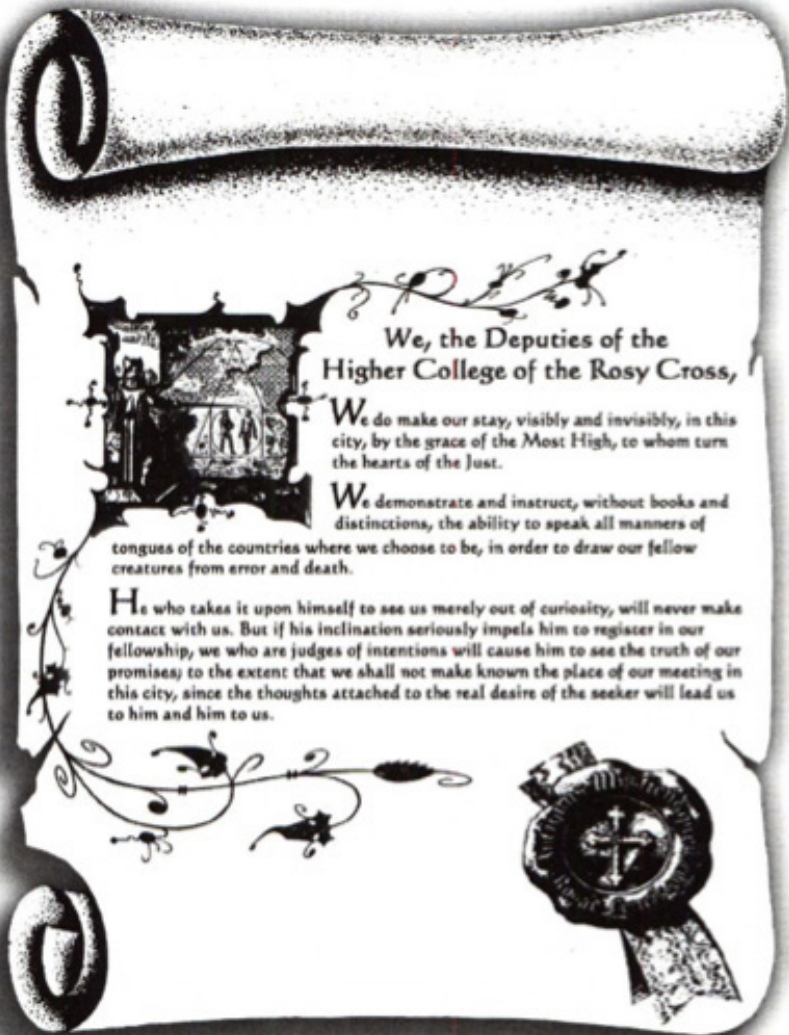 We, the Deputies of the
Higher College of the Rosy Cross,
We do make our stay, visibly and invisibly, in this
city, by the grace of the Most High, to whom turn
the hearts of the Just.
We demonstrate and instruct, without books and
distinctions, the ability to speak all manners of
tongues of the countries where we choose to be, in order to draw our fellow
creatures from error and death.
He who takes it upon himself to see us merely out of curiosity, will never make
contact with us. But if his inclination seriously impels him to register in our
fellowship, we who are judges of intentions will cause him to see the truth of our
promises; to the extent that we shall not make known the place of our meeting in
this city, since the thoughts attached to the real desire of the seeker will lead us
to him and him to us.